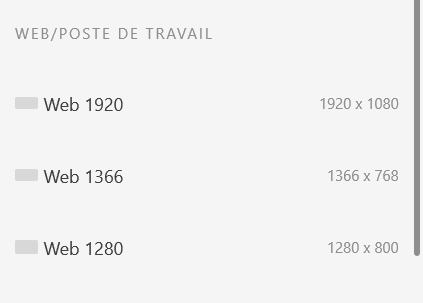 WEB/POSTE DE TRAVAIL
Web 1920 1920 x 1080
Web 1366 1366 x 768
Web 1280 1280 x 800